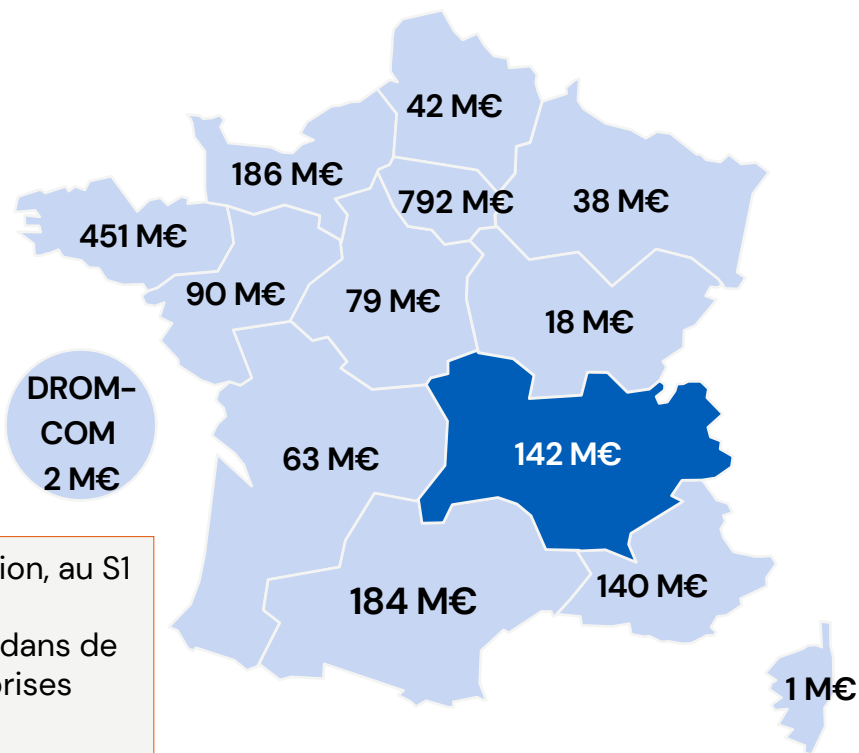 42 M€
186 M€
792 M€
38 M€
451 M€
90 M€
79 M€
18 M€
DROM-
COM
2 M€
63 M€
142 M€
184 M€
140 M€
1 M€
ion, au S1
dans de
rises